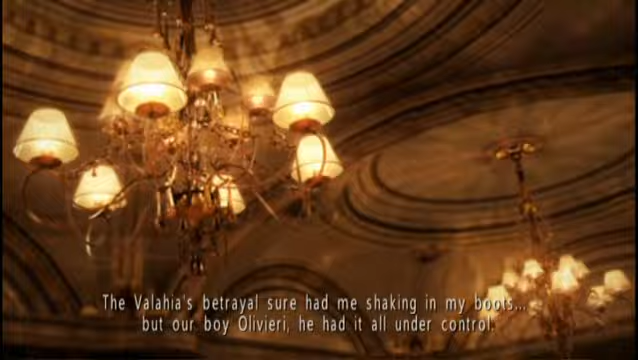 The Valahia's betrayal sure had me shaking in my boots...
but our boy Olivieri, he had it all under control.